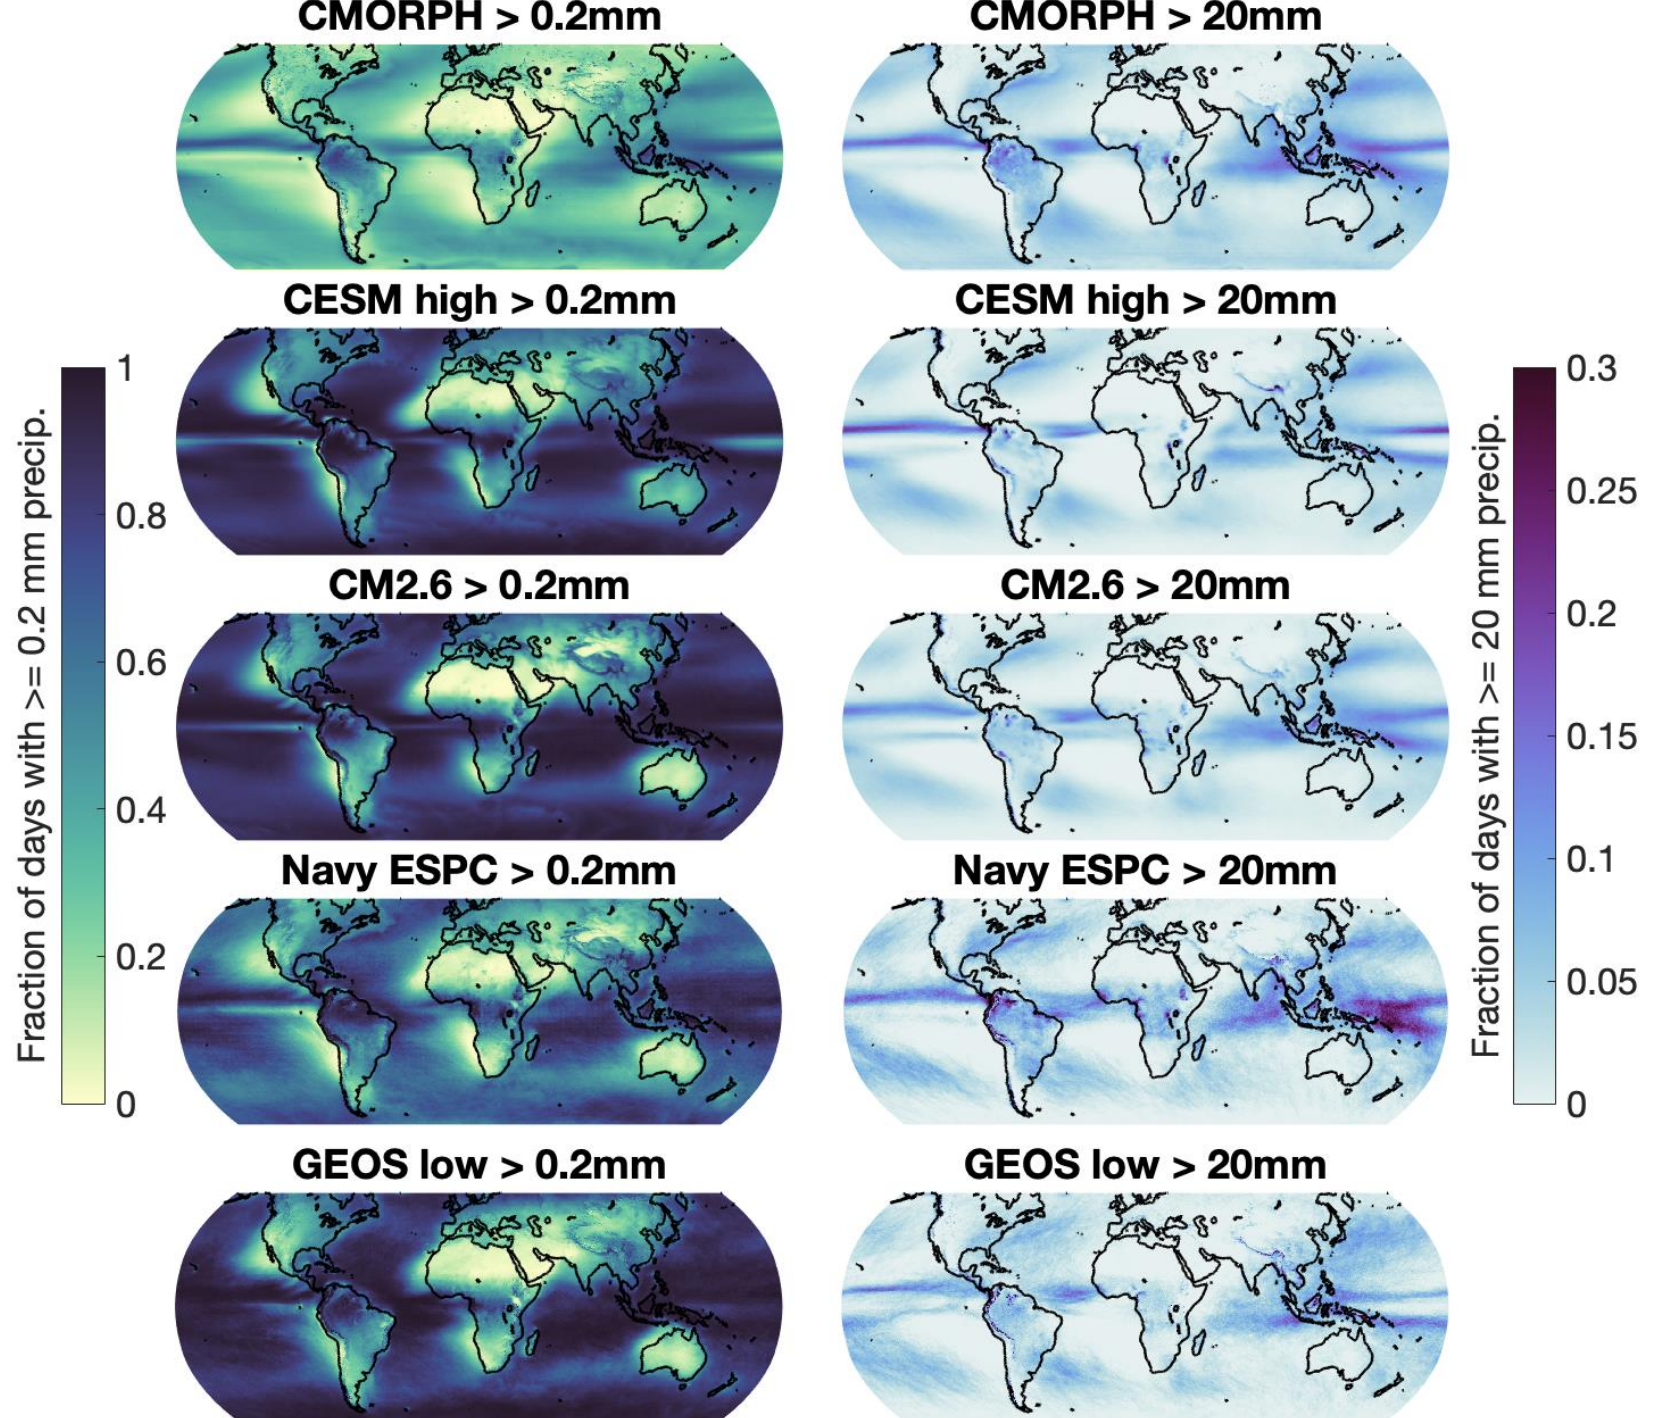 CMORPH > 0.2mm
CMORPH > 20mm
CESM high > 0.2mm
CESM high > 20mm
CM2.6 > 0.2mm
CM2.6 > 20mm
Navy ESPC > 0.2mm
Navy ESPC > 20mm
GEOS low > 0.2mm
GEOS low > 20mm
Fraction of days with >= 0.2 mm precip.
1
0.8
0.6
0.4
0.2
0
Fraction of days with >= 20 mm precip.
0.3
0.25
0.2
0.15
0.1
0.05
0